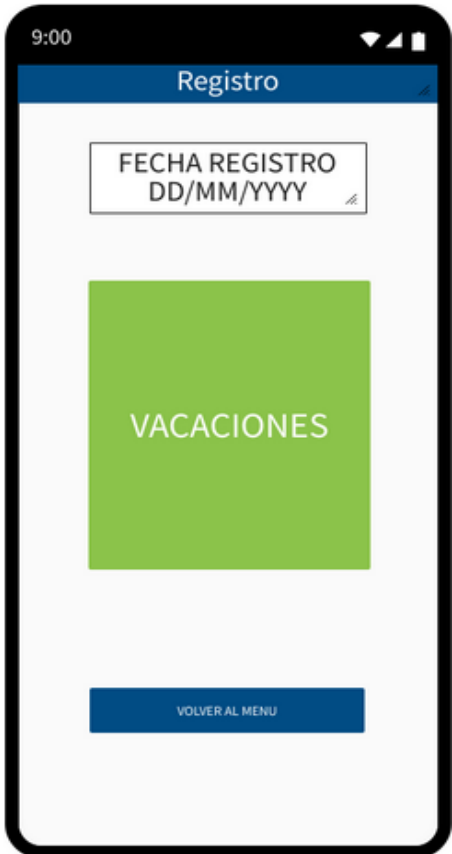 9:00
Registro
FECHA REGISTRO
DD/MM/YYYY
VACACIONES
VOLVER AL MENU